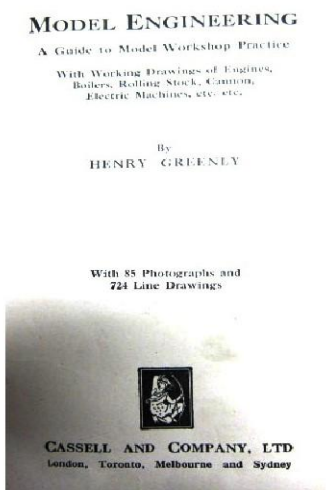 MODEL ENGINEERING
A Guide to Model Workshop Practice
With Working Drawings of Engines,
Boilers, Rolling Stock, Cannon,
Electric Machines, etc. etc.
By
HENRY GREENLY
With 85 Photographs and
724 Line Drawings
CASSELL AND COMPANY, LTD
London, Toronto, Melbourne and Sydney